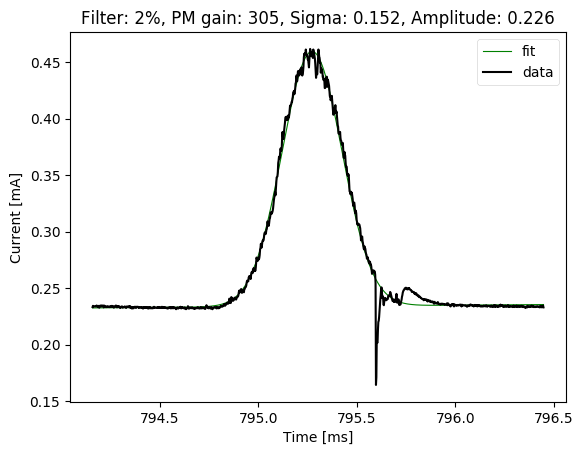 Filter: 2%, PM gain: 305, Sigma: 0.152, Amplitude: 0.226
fit
data
0.45
0.40
0.35
0.30
0.25
0.20
0.15
Current [mA]
794.5 795.0 795.5 796.0 796.5
Time [ms]